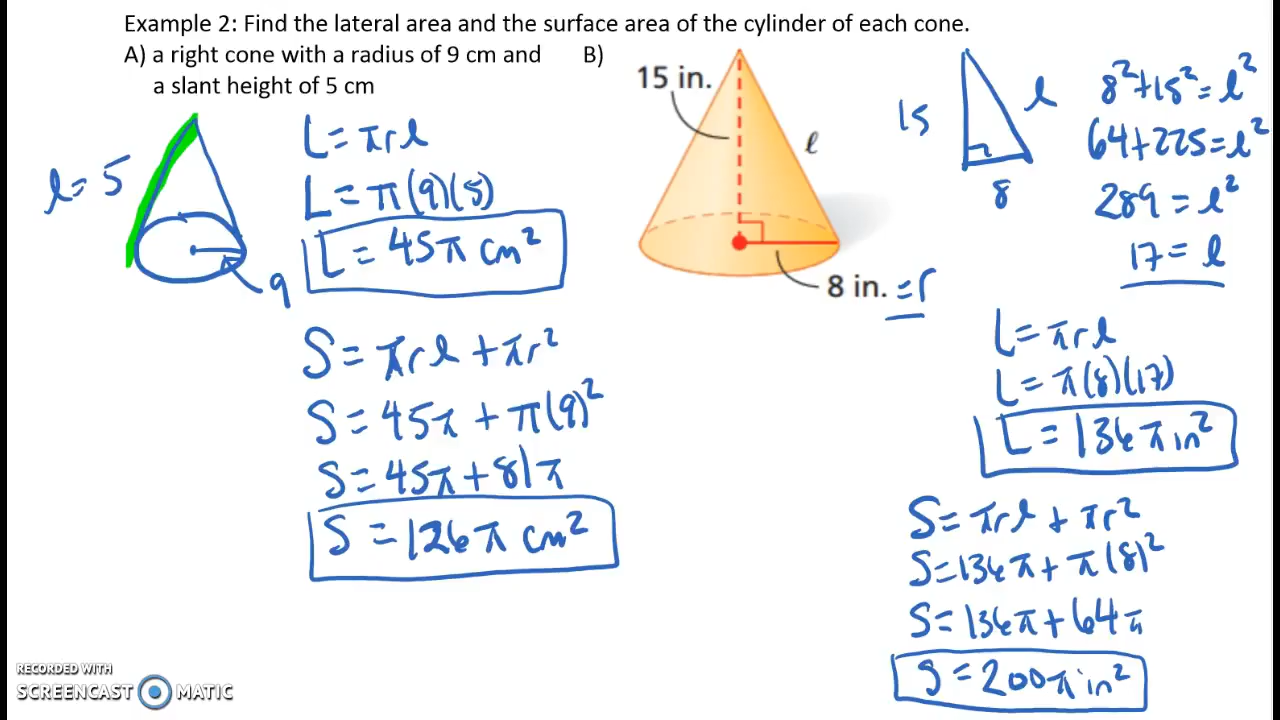 Example 2: Find the lateral area and the surface area of the cylinder of each cone.
A) a right cone with a radius of 9 cm and
a slant height of 5 cm
l = 5
9
L = πrl
L = π(9)(5)
L = 45π cm²
S = πrl + πr²
S = 45π + π(9)²
S = 45π + 81π
S = 126π cm²
B)
15 in.
l
8 in. = r
15
l
8
8² + 15² = l²
64 + 225 = l²
289 = l²
17 = l
L = πrl
L = π(8)(17)
L = 136π in²
S = πrl + πr²
S = 136π + π(8)²
S = 136π + 64π
S = 200π in²
RECORDED WITH
SCREENCAST MATIC